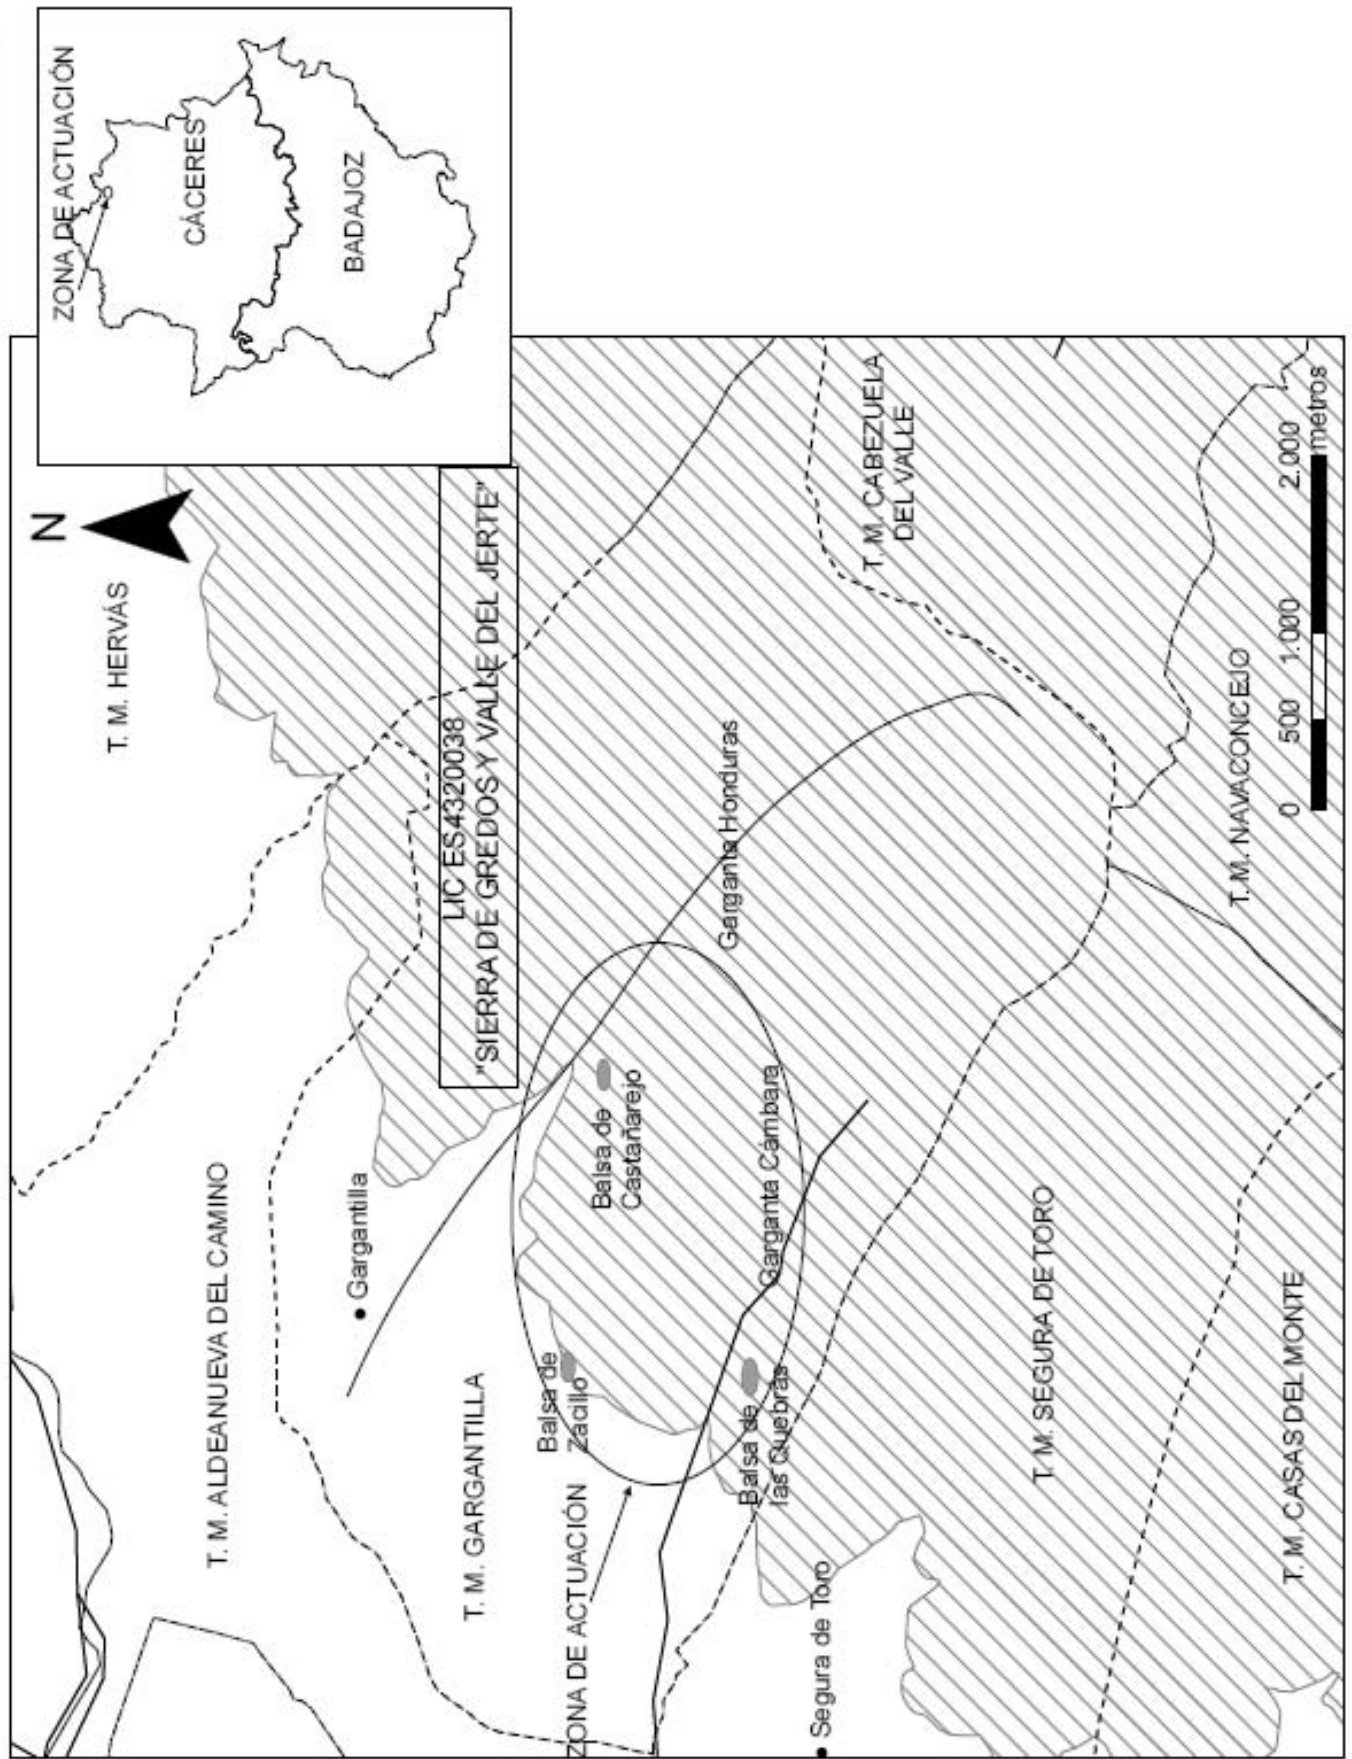 ZONA DE ACTUACIÓN
CÁCERES
BADAJOZ
N
T. M. HERVÁS
LIC ES4320038
"SIERRA DE GREDOS Y VALLE DEL JERTE"
T. M. ALDEANUEVA DEL CAMINO
Gargantilla
T. M. GARGANTILLA
Balsa de
Zacillo
Balsa de
Castañarejo
Garganta Honduras
ZONA DE ACTUACIÓN
Garganta Cámbara
Balsa de
las Quebras
T. M. CABEZUELA
DEL VALLE
Segura de Toro
T. M. SEGURA DE TORO
T.M. NAVACONCEJO
T. M. CASAS DEL MONTE
0 500 1.000 2.000
metros